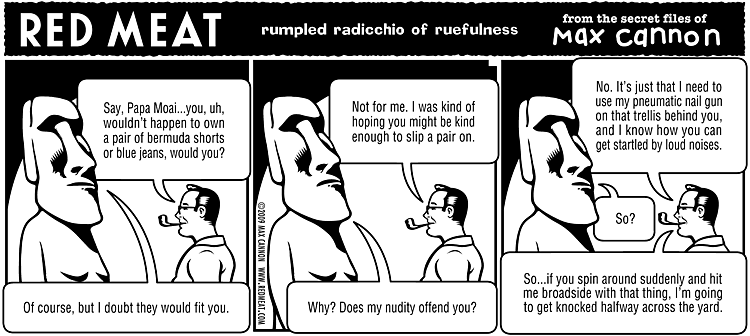 RED MEAT
rumpled radicchio of ruefulness
from the secret files of
Max Cannon
Say, Papa Moai...you, uh,
wouldn't happen to own
a pair of bermuda shorts
or blue jeans, would you?
Of course, but I doubt they would fit you.
©2009 MAX CANNON WWW.REDMEAT.COM
Not for me. I was kind of
hoping you might be kind
enough to slip a pair on.
Why? Does my nudity offend you?
No. It's just that I need to
use my pneumatic nail gun
on that trellis behind you,
and I know how you can
get startled by loud noises.
So?
So...if you spin around suddenly and hit
me broadside with that thing, I'm going
to get knocked halfway across the yard.